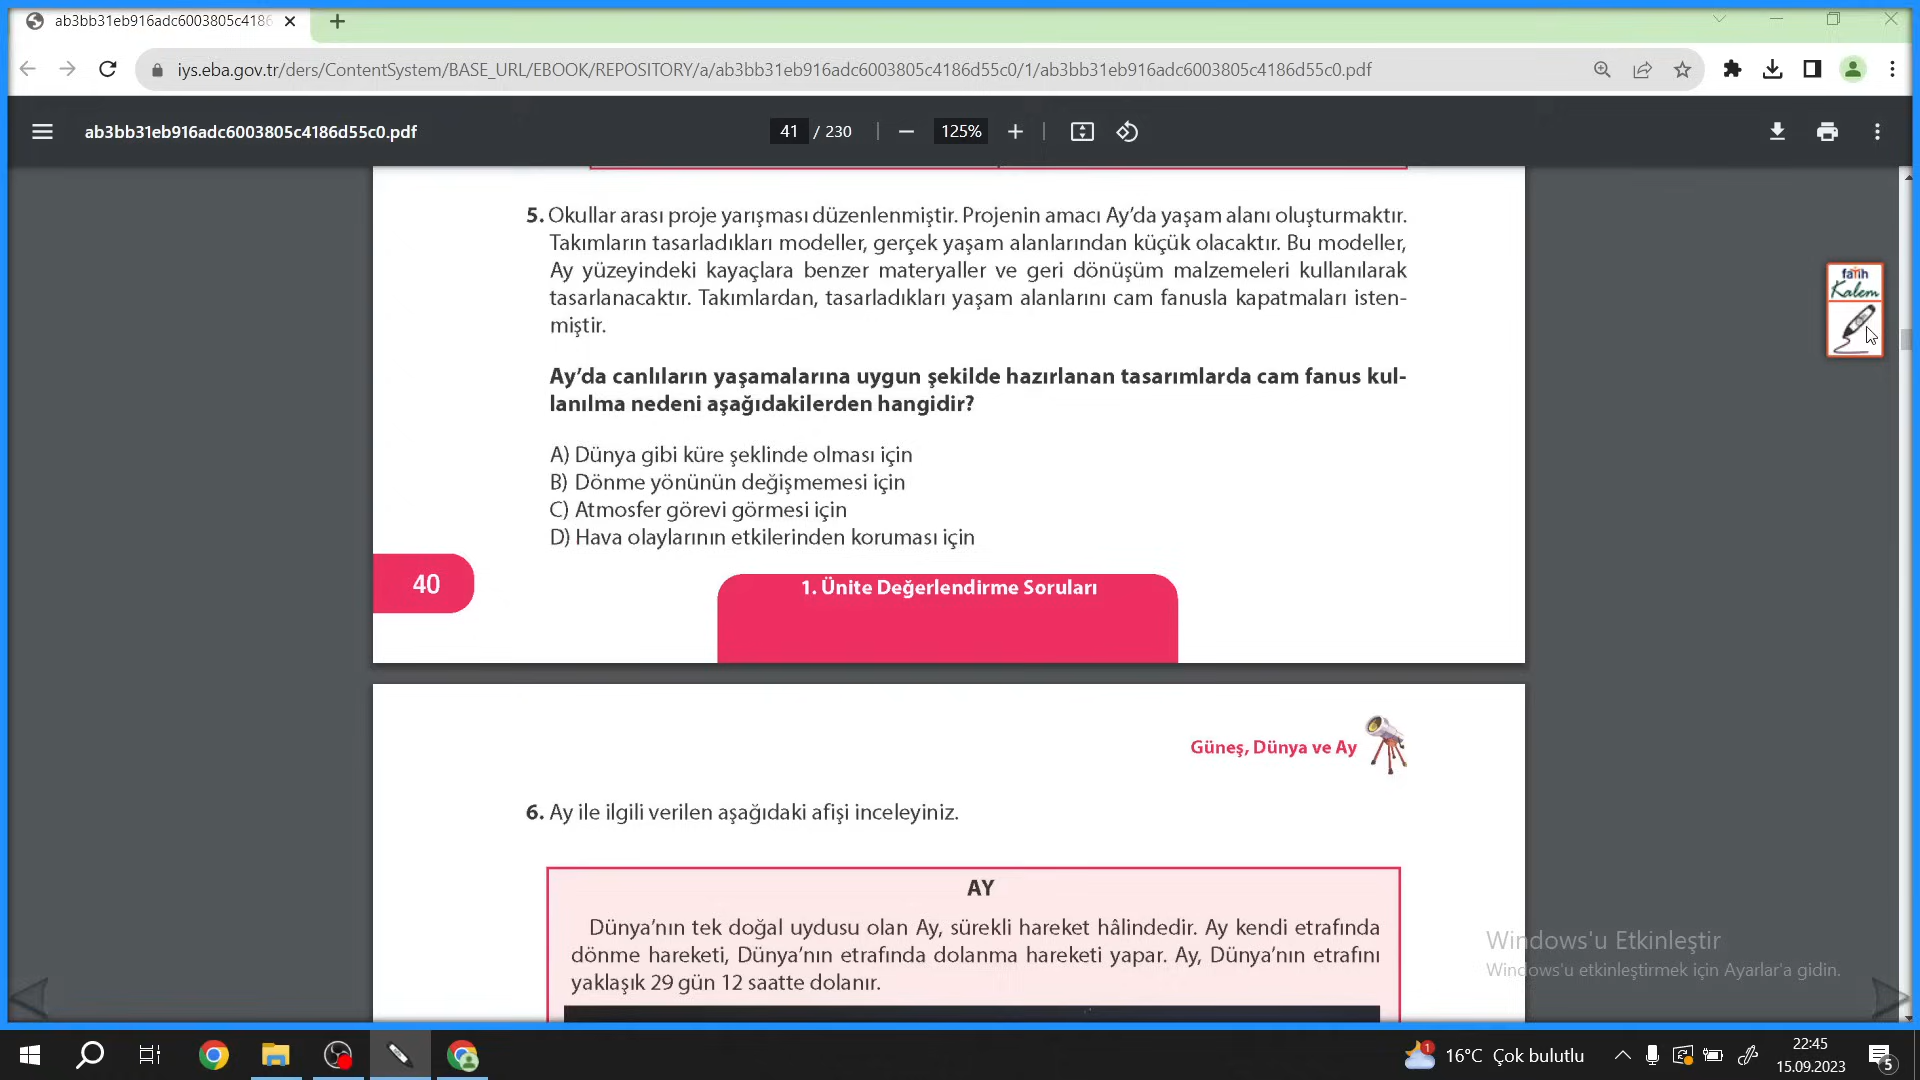 ab3bb31eb916adc6003805c4186
iys.eba.gov.tr/ders/ContentSystem/BASE_URL/EBOOK/REPOSITORY/a/ab3bb31eb916adc6003805c4186d55c0/1/ab3bb31eb916adc6003805c4186d55c0.pdf
ab3bb31eb916adc6003805c4186d55c0.pdf
41 / 230
125%
5. Okullar arası proje yarışması düzenlenmiştir. Projenin amacı Ay’da yaşam alanı oluşturmaktır.
Takımların tasarladıkları modeller, gerçek yaşam alanlarından küçük olacaktır. Bu modeller,
Ay yüzeyindeki kayaçlara benzer materyaller ve geri dönüşüm malzemeleri kullanılarak
tasarlanacaktır. Takımlardan, tasarladıkları yaşam alanlarını cam fanusla kapatmaları isten-
miştir.
fatih
Kalem
Ay’da canlıların yaşamalarına uygun şekilde hazırlanan tasarımlarda cam fanus kul-
lanılma nedeni aşağıdakilerden hangidir?
A) Dünya gibi küre şeklinde olması için
B) Dönme yönünün değişmemesi için
C) Atmosfer görevi görmesi için
D) Hava olaylarının etkilerinden koruması için
40
1. Ünite Değerlendirme Soruları
Güneş, Dünya ve Ay
6. Ay ile ilgili verilen aşağıdaki afişi inceleyiniz.
AY
Dünya’nın tek doğal uydusu olan Ay, sürekli hareket hâlindedir. Ay kendi etrafında
dönme hareketi, Dünya’nın etrafında dolanma hareketi yapar. Ay, Dünya’nın etrafını
yaklaşık 29 gün 12 saatte dolanır.
Windows'u Etkinleştir
Windows'u etkinleştirmek için Ayarlar'a gidin.
1
16°C Çok bulutlu
22:45
15.09.2023
5